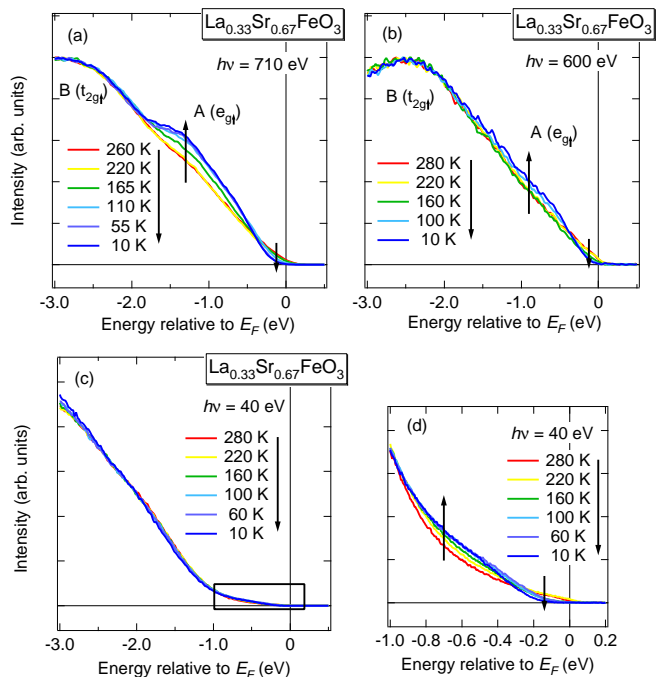 La0.33Sr0.67FeO3
(a)
hν = 710 eV
B (t2g↑)
A (eg↑)
260 K
220 K
165 K
110 K
55 K
10 K
Intensity (arb. units)
-3.0 -2.0 -1.0 0
Energy relative to EF (eV)
La0.33Sr0.67FeO3
(b)
hν = 600 eV
B (t2g↑)
A (eg↑)
280 K
220 K
160 K
100 K
10 K
Intensity (arb. units)
-3.0 -2.0 -1.0 0
Energy relative to EF (eV)
La0.33Sr0.67FeO3
(c)
hν = 40 eV
280 K
220 K
160 K
100 K
60 K
10 K
Intensity (arb. units)
-3.0 -2.0 -1.0 0
Energy relative to EF (eV)
(d)
hν = 40 eV
280 K
220 K
160 K
100 K
60 K
10 K
-1.0 -0.8 -0.6 -0.4 -0.2 0 0.2
Energy relative to EF (eV)